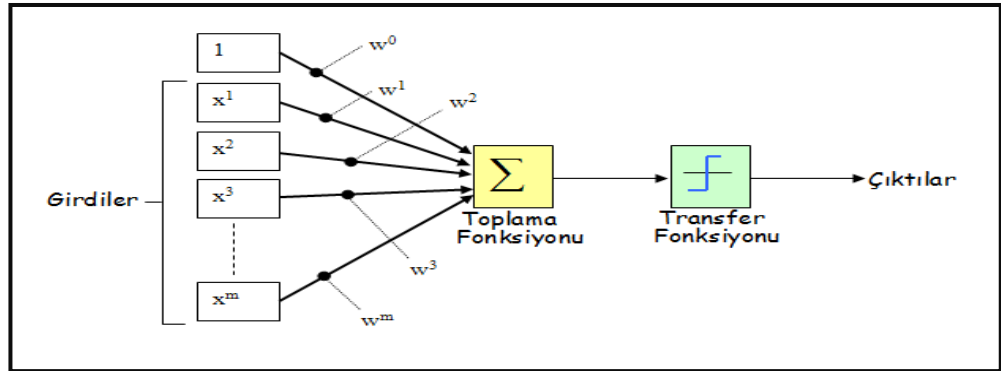 1
w⁰
x¹
w¹
w²
x²
Girdiler
x³
Σ
Çıktılar
Toplama
Fonksiyonu
Transfer
Fonksiyonu
w³
xᵐ
wᵐ